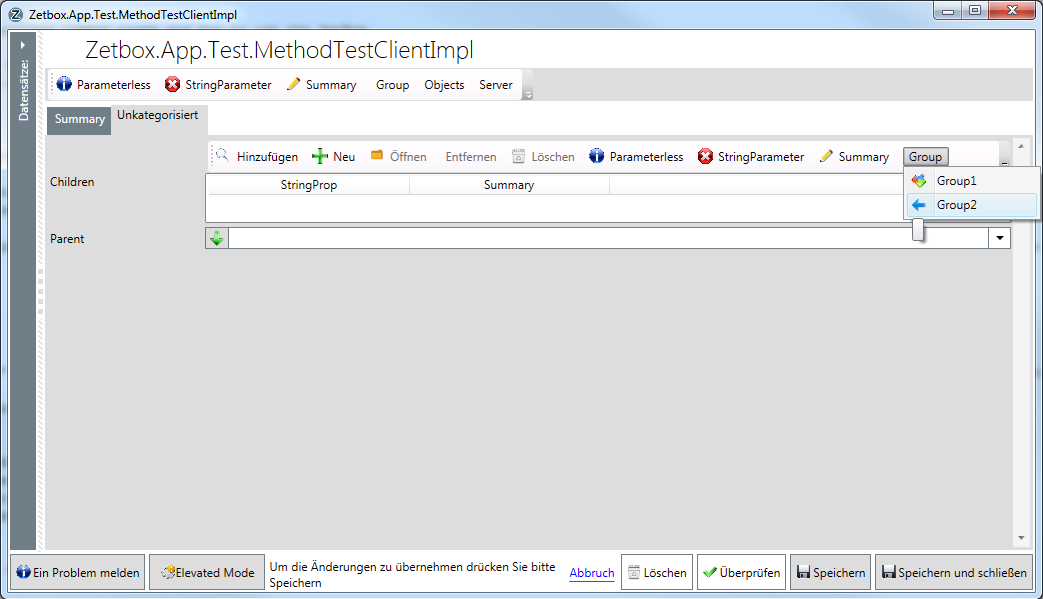 Zetbox.App.Test.MethodTestClientImpl
Datensätze:
Zetbox.App.Test.MethodTestClientImpl
Parameterless StringParameter Summary Group Objects Server
Summary Unkategorisiert
Hinzufügen Neu Öffnen Entfernen Löschen Parameterless StringParameter Summary Group
Children
StringProp Summary
Group1
Group2
Parent
Ein Problem melden Elevated Mode Um die Änderungen zu übernehmen drücken Sie bitte
Speichern
Abbruch Löschen Überprüfen Speichern Speichern und schließen